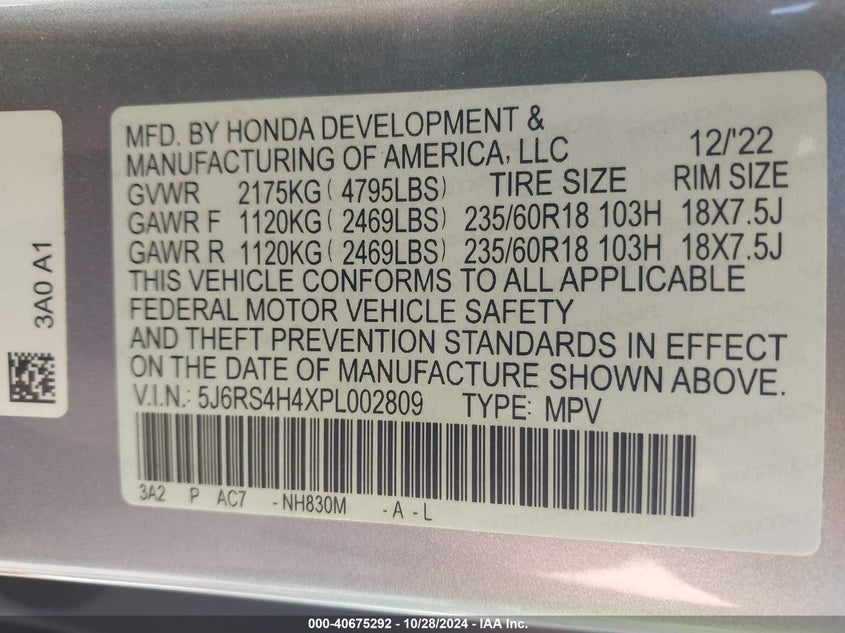 MFD. BY HONDA DEVELOPMENT &
MANUFACTURING OF AMERICA, LLC 12/'22
GVWR 2175KG ( 4795LBS) TIRE SIZE RIM SIZE
GAWR F 1120KG ( 2469LBS) 235/60R18 103H 18X7.5J
GAWR R 1120KG ( 2469LBS) 235/60R18 103H 18X7.5J
THIS VEHICLE CONFORMS TO ALL APPLICABLE
FEDERAL MOTOR VEHICLE SAFETY
AND THEFT PREVENTION STANDARDS IN EFFECT
ON THE DATE OF MANUFACTURE SHOWN ABOVE.
V.I.N.: 5J6RS4H4XPL002809 TYPE: MPV
3A2 P AC7 -NH830M -A -L
3A0 A1
000-40675292 - 10/28/2024 - IAA Inc.